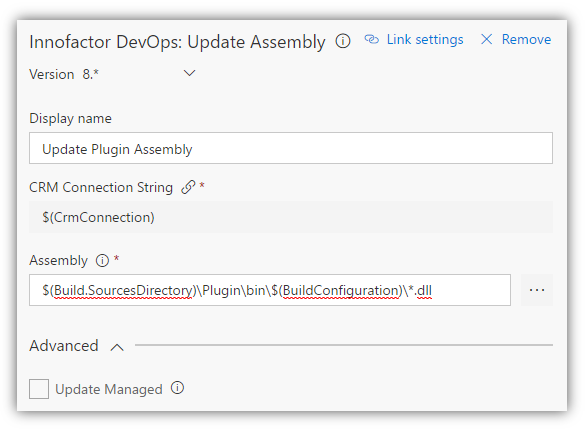 Innofactor DevOps: Update Assembly Link settings Remove
Version 8.*
Display name
Update Plugin Assembly
CRM Connection String *
$(CrmConnection)
Assembly *
$(Build.SourcesDirectory)\Plugin\bin\$(BuildConfiguration)\*.dll
Advanced
Update Managed